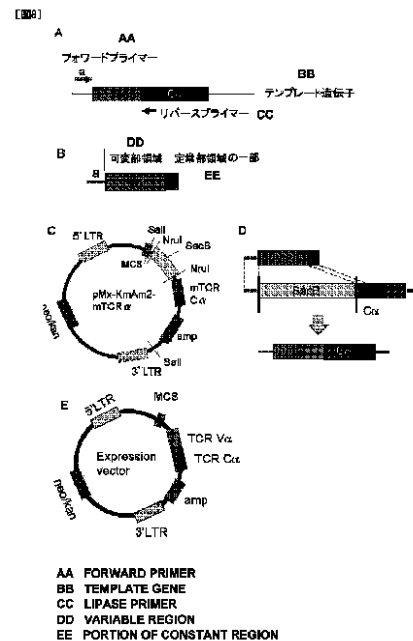 A
AA
フォワードプライマー
a
Cα
BB
テンプレート遺伝子
リバースプライマー CC
B
DD
可変部領域 定常部領域の一部
a
EE
C
5' LTR
SalI
NruI
SacB
MCS
NruI
pMx-KmAm2-
mTCRα
mTCR
Cα
neo/kan
amp
SalI
3' LTR
D
Cα
E
MCS
5'LTR
TCR Vα
TCR Cα
Expression
vector
neo/kan
amp
3'LTR
AA FORWARD PRIMER
BB TEMPLATE GENE
CC LIPASE PRIMER
DD VARIABLE REGION
EE PORTION OF CONSTANT REGION